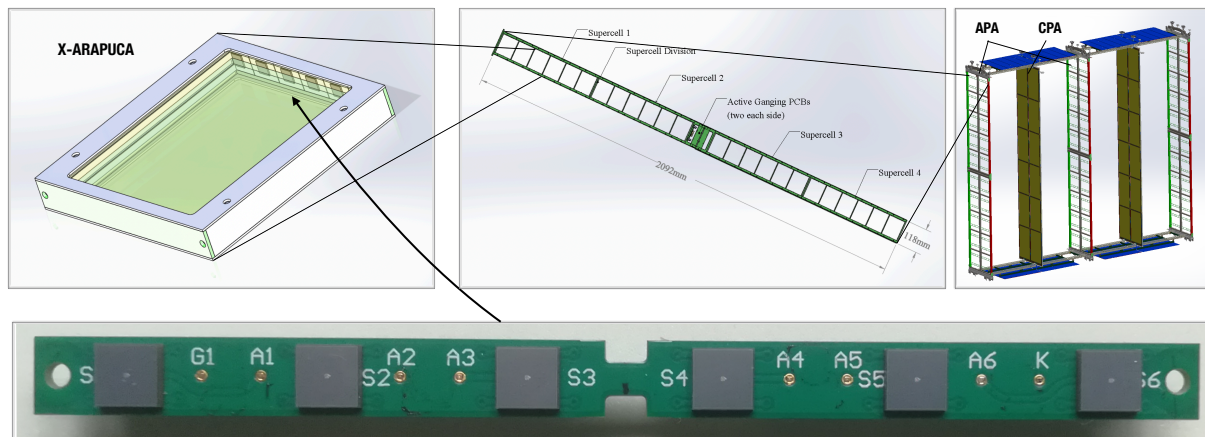 X-ARAPUCA
Supercell 1
Supercell Division
Supercell 2
Active Ganging PCBs
(two each side)
Supercell 3
Supercell 4
2092mm
118mm
APA
CPA
S
G1
A1
S2
A2
A3
S3
S4
A4
A5
S5
A6
K
S6